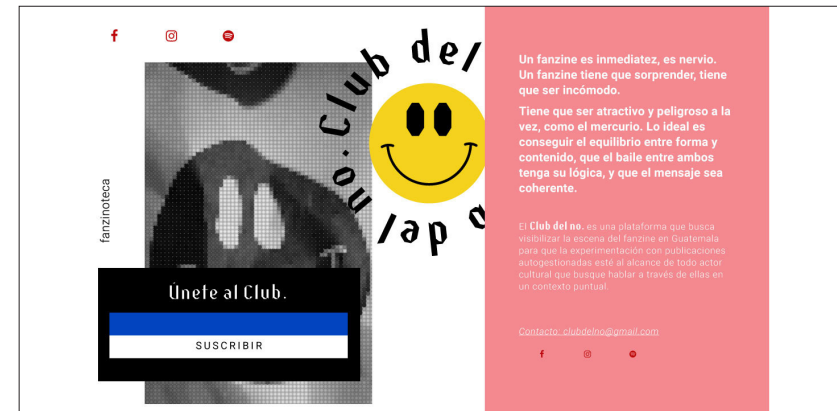 Club del no. Club del no
fanzinoteca
Únete al Club.
SUSCRIBIR
Un fanzine es inmediatez, es nervio.
Un fanzine tiene que sorprender, tiene
que ser incómodo.
Tiene que ser atractivo y peligroso a la
vez, como el mercurio. Lo ideal es
conseguir el equilibrio entre forma y
contenido, que el baile entre ambos
tenga su lógica, y que el mensaje sea
coherente.
El Club del no. es una plataforma que busca
visibilizar la escena del fanzine en Guatemala
para que la experimentación con publicaciones
autogestionadas esté al alcance de todo actor
cultural que busque hablar a través de ellas en
un contexto puntual.
Contacto: clubdelno@gmail.com